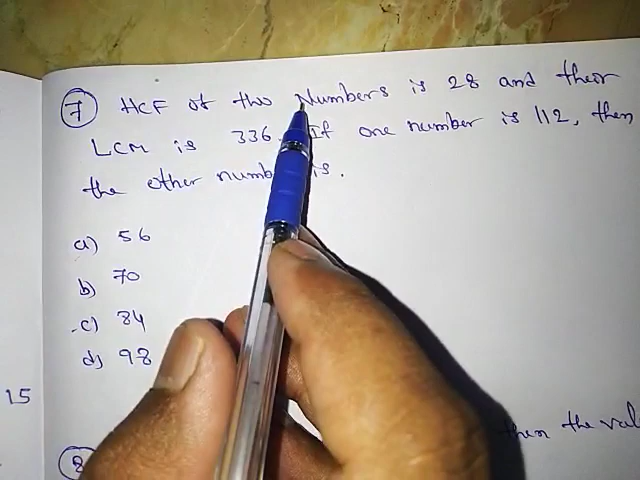 7 HCF of two Numbers is 28 and their
LCM is 336. If one number is 112, then
the other numb is.
a) 56
b) 70
c) 84
d) 98
15
8
then the val